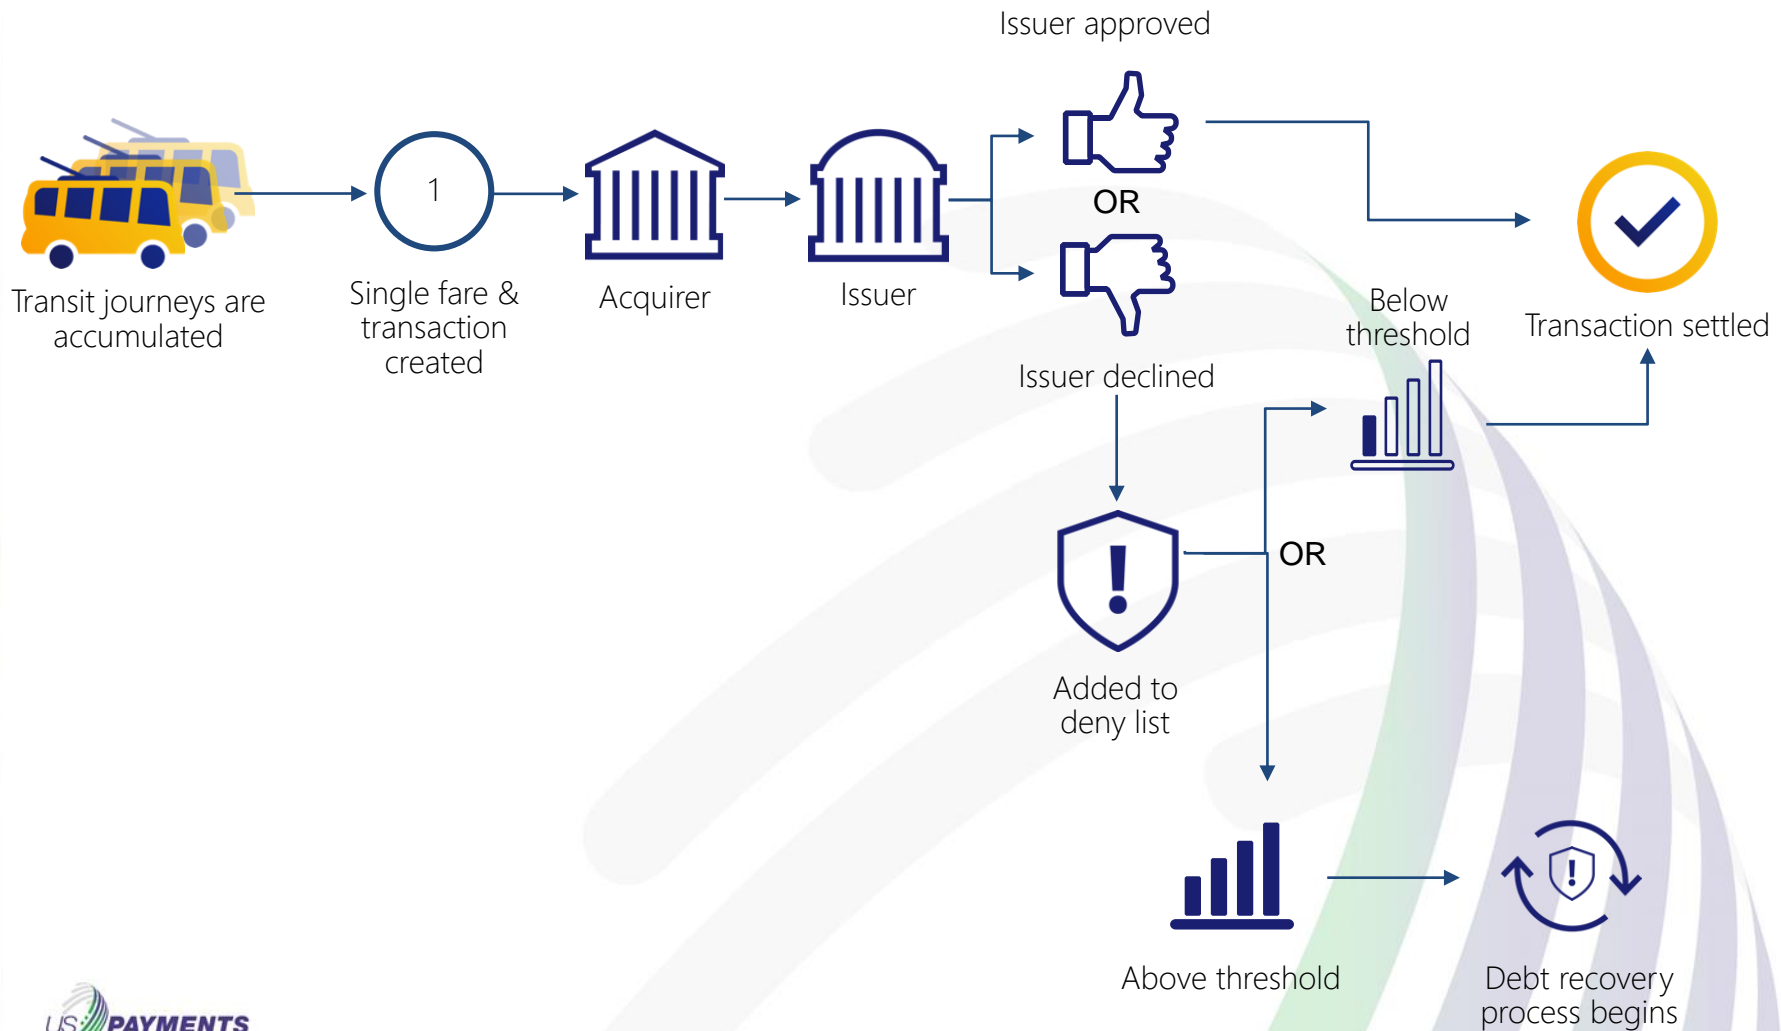 Issuer approved
1
OR
Transit journeys are
accumulated
Single fare &
transaction
created
Acquirer
Issuer
Below
threshold
Transaction settled
Issuer declined
OR
Added to
deny list
Above threshold
Debt recovery
process begins
US PAYMENTS